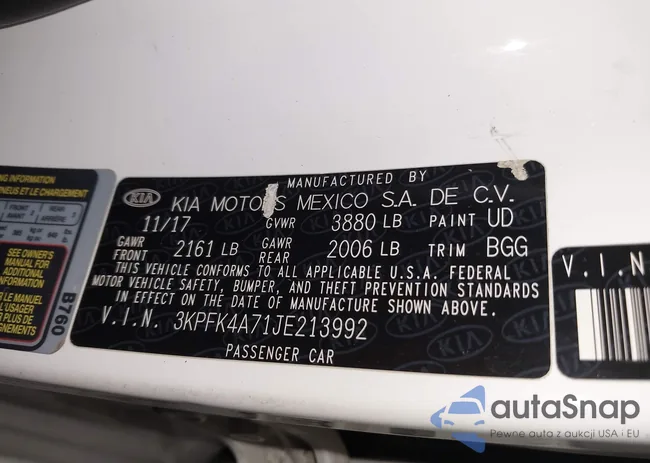 MANUFACTURED BY
KIA KIA MOTORS MEXICO S.A. DE C.V.
11/17 GVWR 3880 LB PAINT UD
GAWR FRONT 2161 LB GAWR REAR 2006 LB TRIM BGG
THIS VEHICLE CONFORMS TO ALL APPLICABLE U.S.A. FEDERAL
MOTOR VEHICLE SAFETY, BUMPER, AND THEFT PREVENTION STANDARDS
IN EFFECT ON THE DATE OF MANUFACTURE SHOWN ABOVE.
V.I.N. 3KPFK4A71JE213992
PASSENGER CAR
SEE OWNER'S
MANUAL FOR
ADDITIONAL
INFORMATION
B760
V.I.N
autaSnap
Pewne auta z aukcji USA i EU